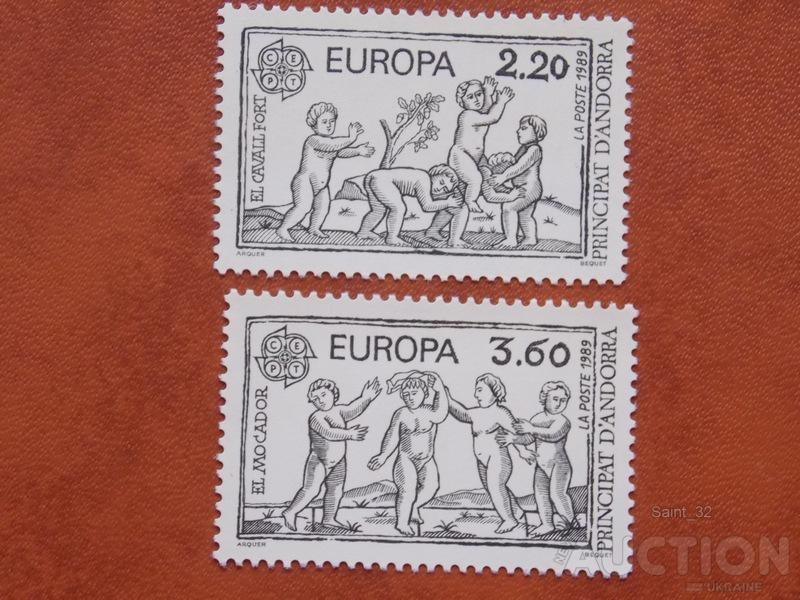 C E P T
EUROPA 2.20
EL CAVALL FORT
LA POSTE 1989
PRINCIPAT D'ANDORRA
ARQUER
BEQUET
C E P T
EUROPA 3.60
EL MOCADOR
LA POSTE 1989
PRINCIPAT D'ANDORRA
ARQUER
BEQUET
Saint_32
NEW
AUCTION
UKRAINE